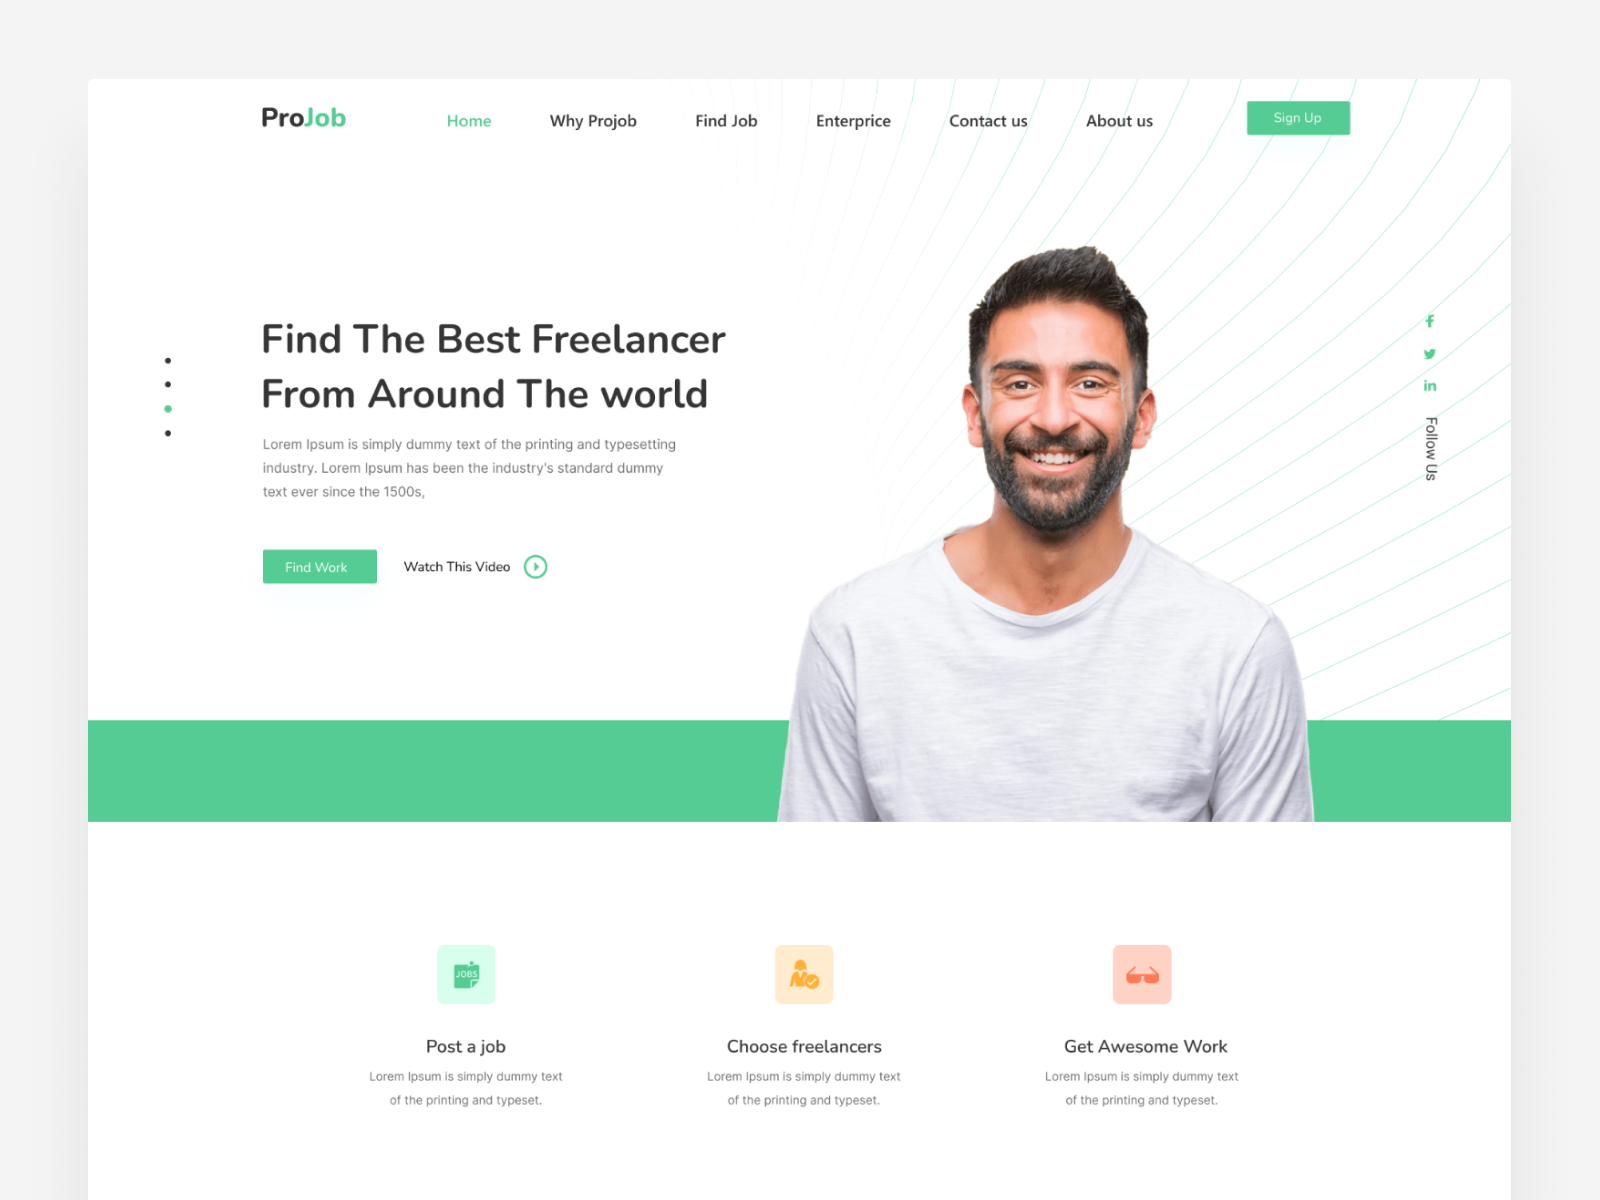 ProJob
Home
Why Projob
Find Job
Enterprice
Contact us
About us
Sign Up
Find The Best Freelancer
From Around The world
Lorem Ipsum is simply dummy text of the printing and typesetting
industry. Lorem Ipsum has been the industry's standard dummy
text ever since the 1500s,
Find Work
Watch This Video
Follow Us
JOBS
Post a job
Lorem Ipsum is simply dummy text
of the printing and typeset.
Choose freelancers
Lorem Ipsum is simply dummy text
of the printing and typeset.
Get Awesome Work
Lorem Ipsum is simply dummy text
of the printing and typeset.